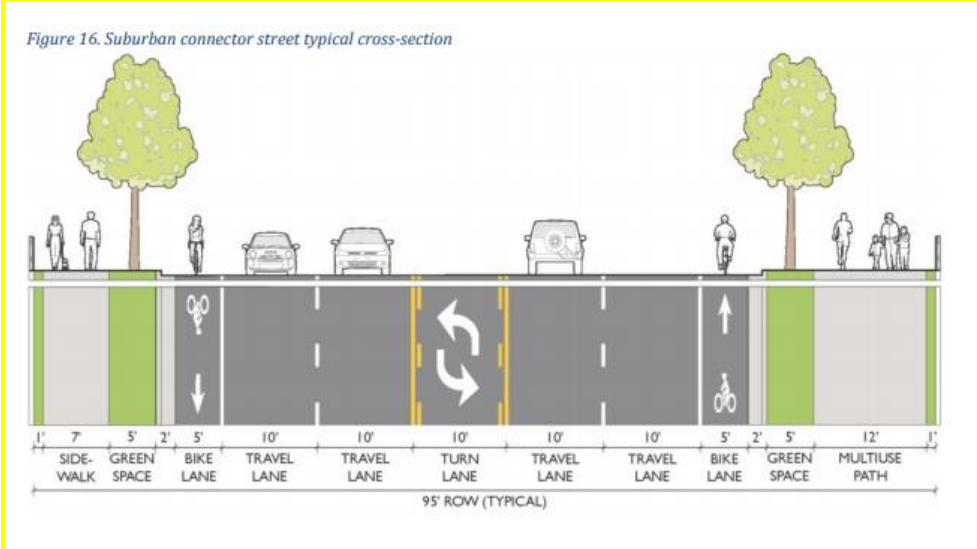 Figure 16. Suburban connector street typical cross-section
1' 7' 5' 2' 5' 10' 10' 10' 10' 10' 5' 2' 5' 12' 1'
SIDE- GREEN BIKE TRAVEL TRAVEL TURN TRAVEL TRAVEL BIKE GREEN MULTIUSE
WALK SPACE LANE LANE LANE LANE LANE LANE LANE SPACE PATH
95' ROW (TYPICAL)